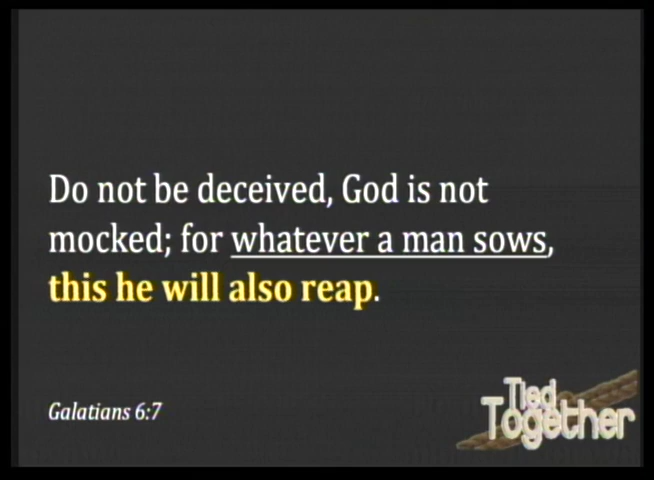 Do not be deceived, God is not
mocked; for whatever a man sows,
this he will also reap.
Galatians 6:7
Tied
Together